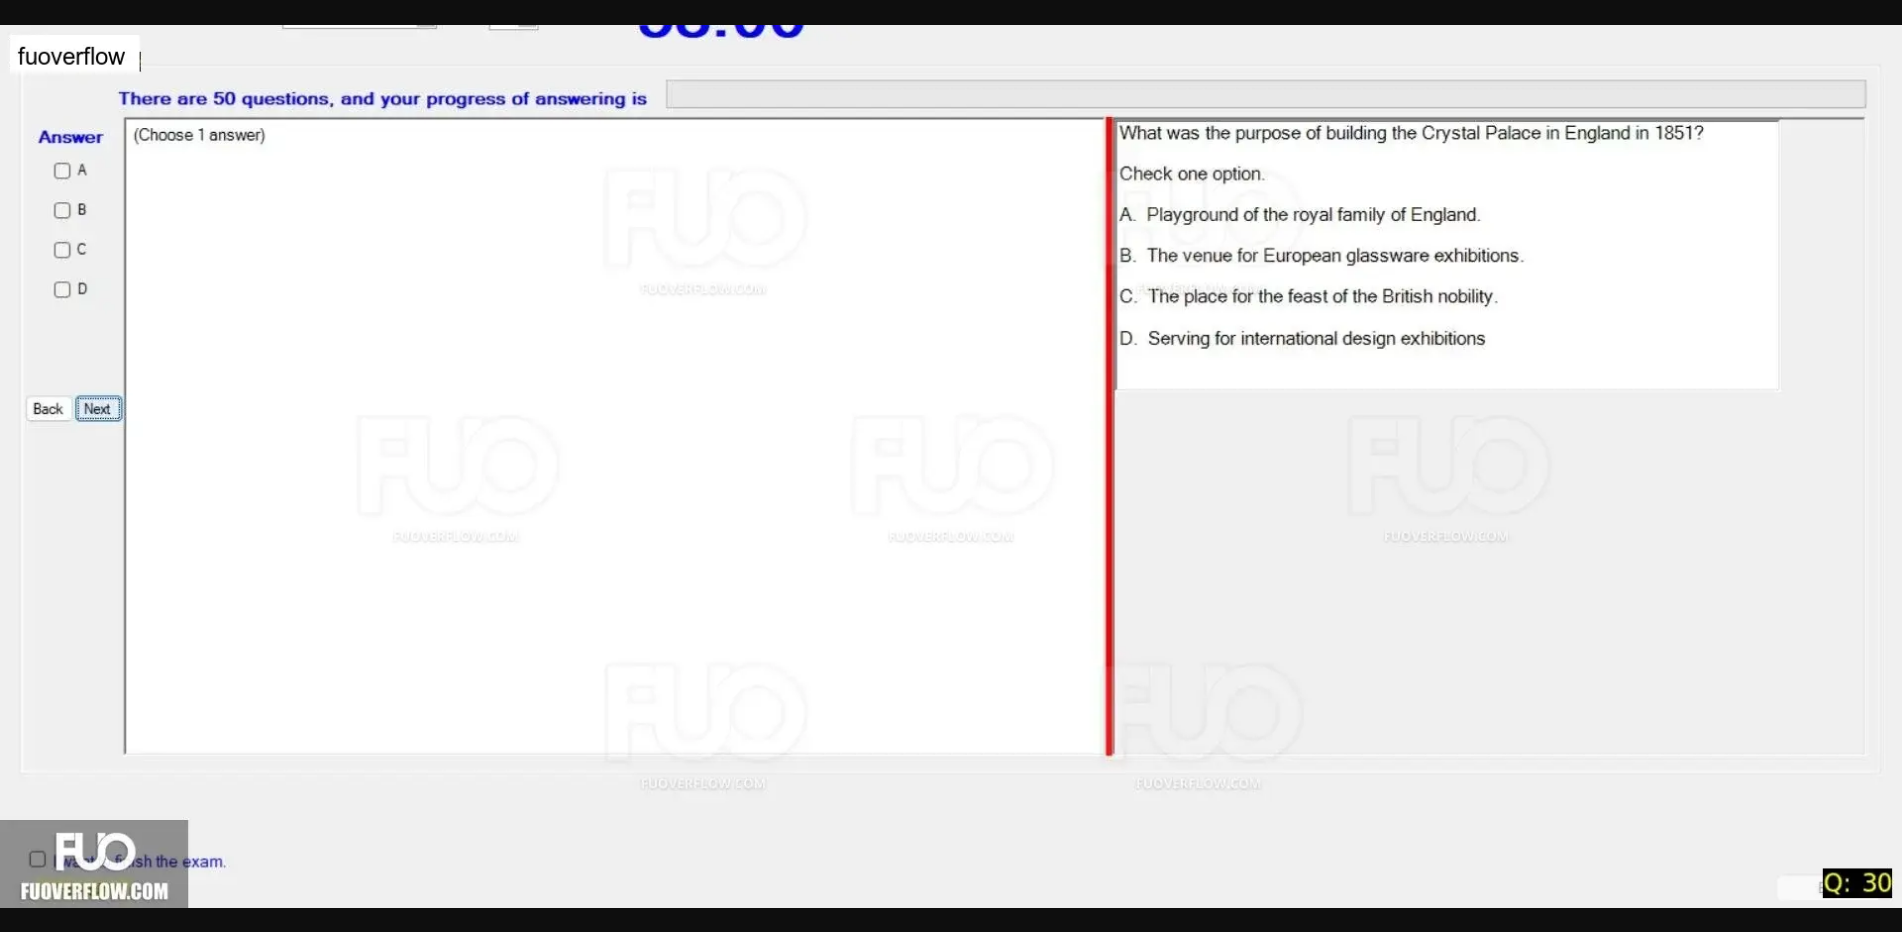 fuoverflow
There are 50 questions, and your progress of answering is
Answer
(Choose 1 answer)
A
B
C
D
Back
Next
What was the purpose of building the Crystal Palace in England in 1851?
Check one option.
A. Playground of the royal family of England.
B. The venue for European glassware exhibitions.
C. The place for the feast of the British nobility.
D. Serving for international design exhibitions
FUO
FUOVERFLOW.COM
FUO
FUOVERFLOW.COM
FUO
FUOVERFLOW.COM
FUO
FUOVERFLOW.COM
FUO
FUOVERFLOW.COM
FUO
FUOVERFLOW.COM
the exam.
FUO
FUOVERFLOW.COM
Q: 30